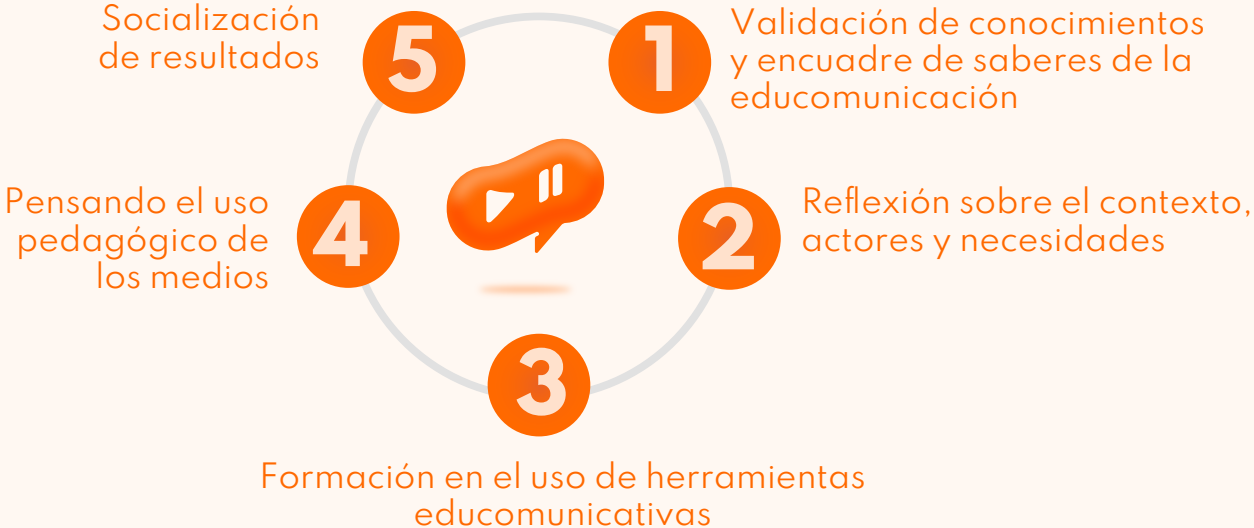 1
Validación de conocimientos
y encuadre de saberes de la
educomunicación
2
Reflexión sobre el contexto,
actores y necesidades
3
Formación en el uso de herramientas
educomunicativas
4
Pensando el uso
pedagógico de
los medios
5
Socialización
de resultados